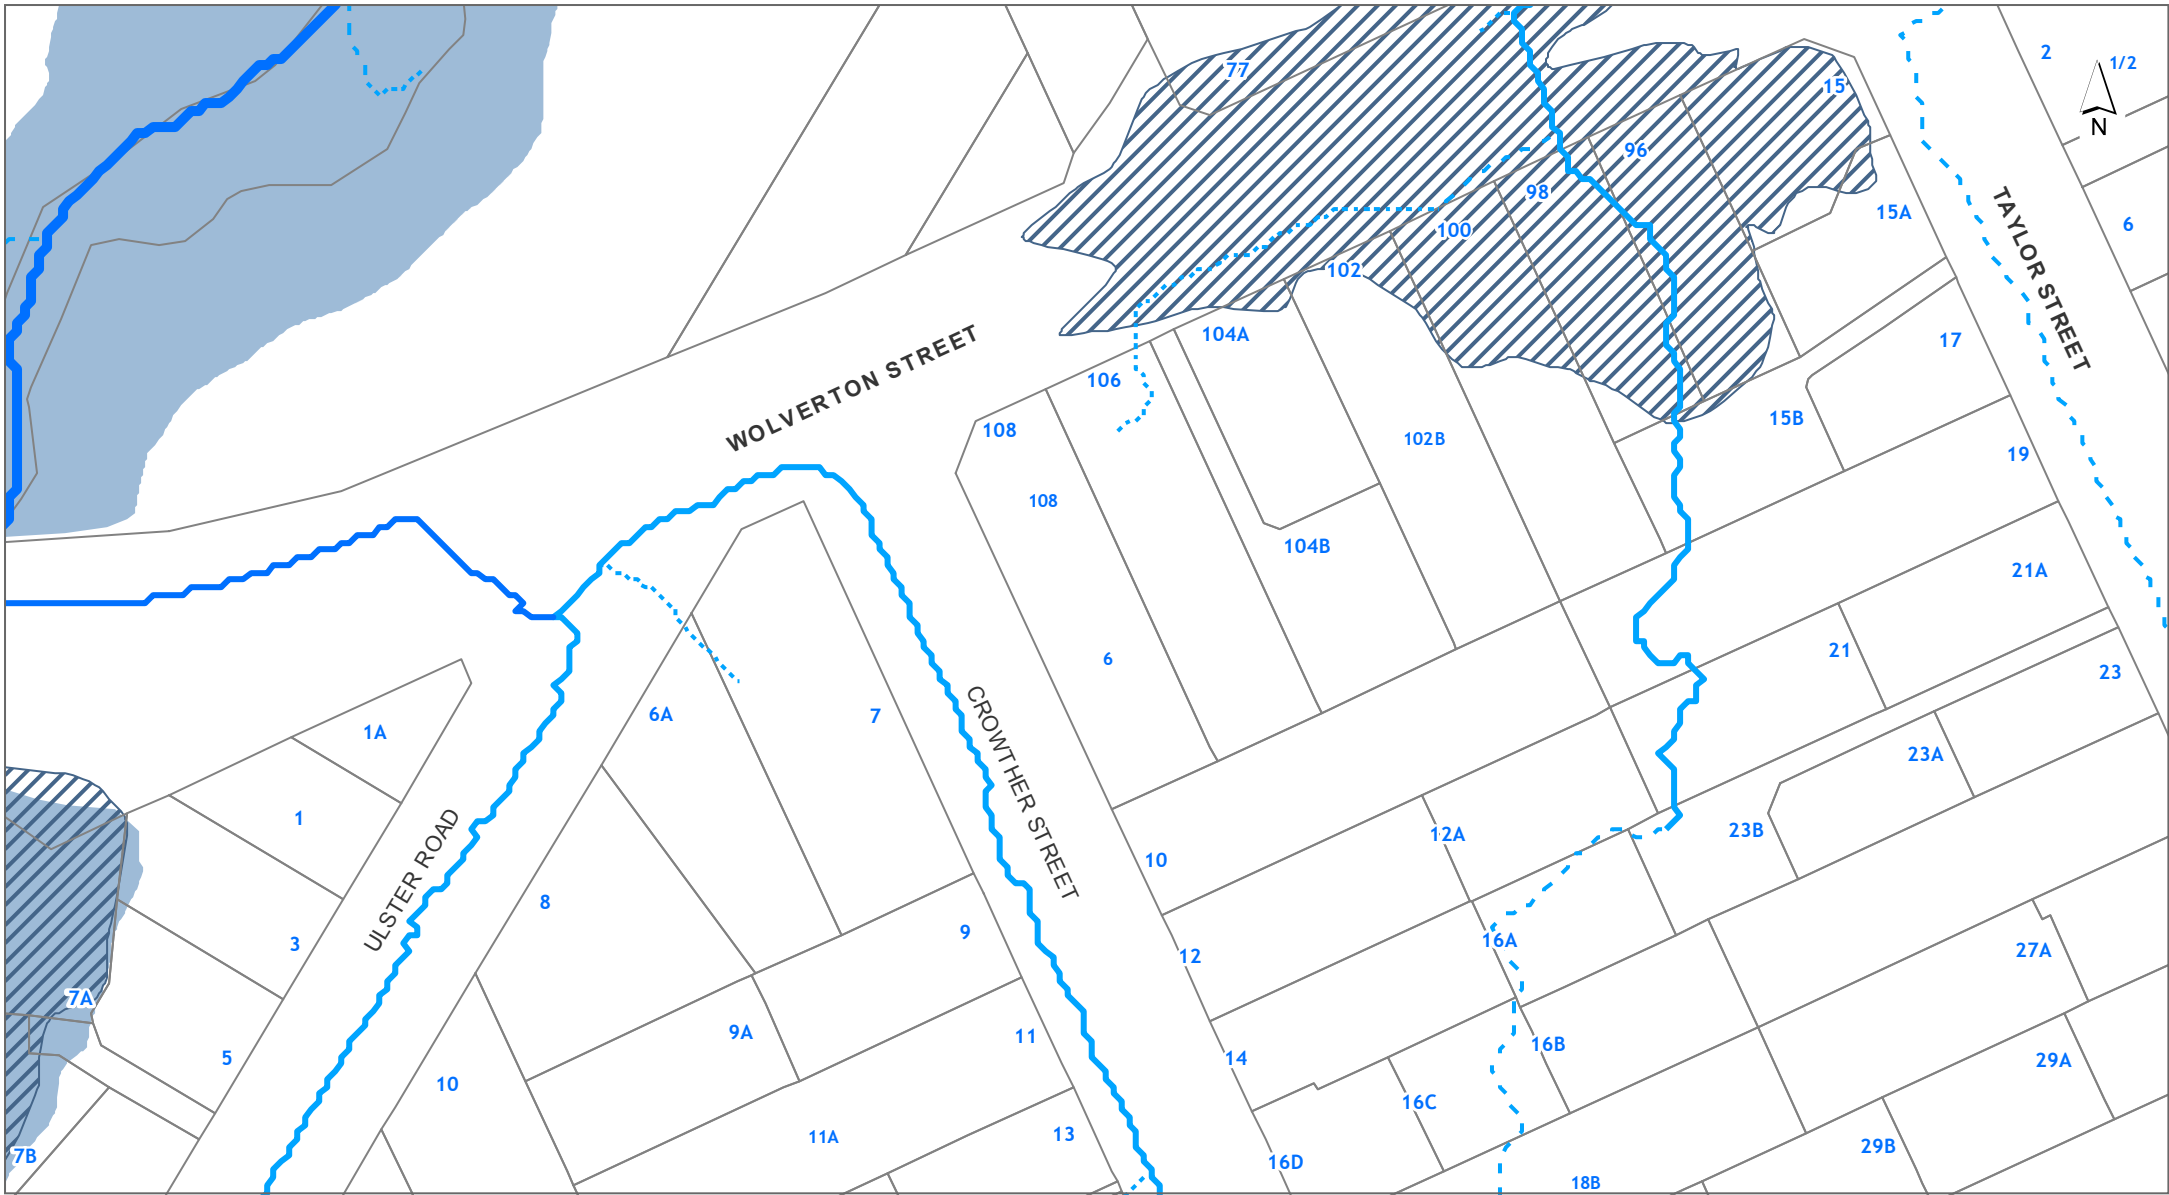 2
1/2
N
77
15
96
98
15A
100
6
102
TAYLOR STREET
104A
17
WOLVERTON STREET
106
15B
108
102B
19
108
104B
21A
21
6
23
6A
7
1A
23A
CROWTHER STREET
1
12A
23B
ULSTER ROAD
10
8
9
16A
3
12
27A
7A
9A
11
16B
5
14
29A
10
16C
11A
13
29B
7B
16D
18B